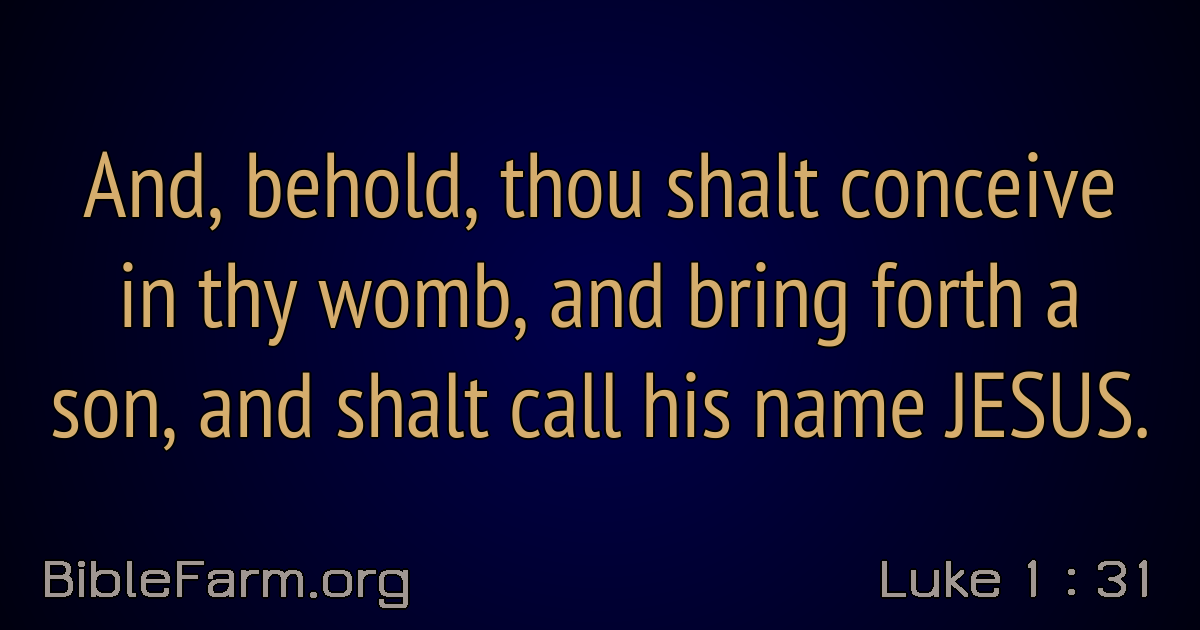 And, behold, thou shalt conceive
in thy womb, and bring forth a
son, and shalt call his name JESUS.
BibleFarm.org
Luke 1 : 31